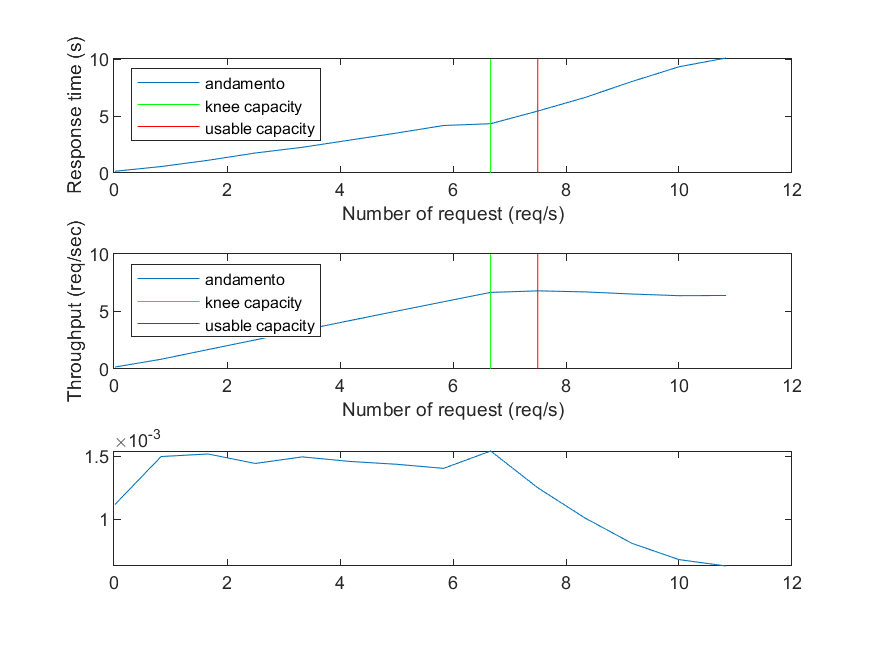 Response time (s)
10
5
0
andamento
knee capacity
usable capacity
0 2 4 6 8 10 12
Number of request (req/s)
Throughput (req/sec)
10
5
0
andamento
knee capacity
usable capacity
0 2 4 6 8 10 12
Number of request (req/s)
×10-3
1.5
1
0 2 4 6 8 10 12